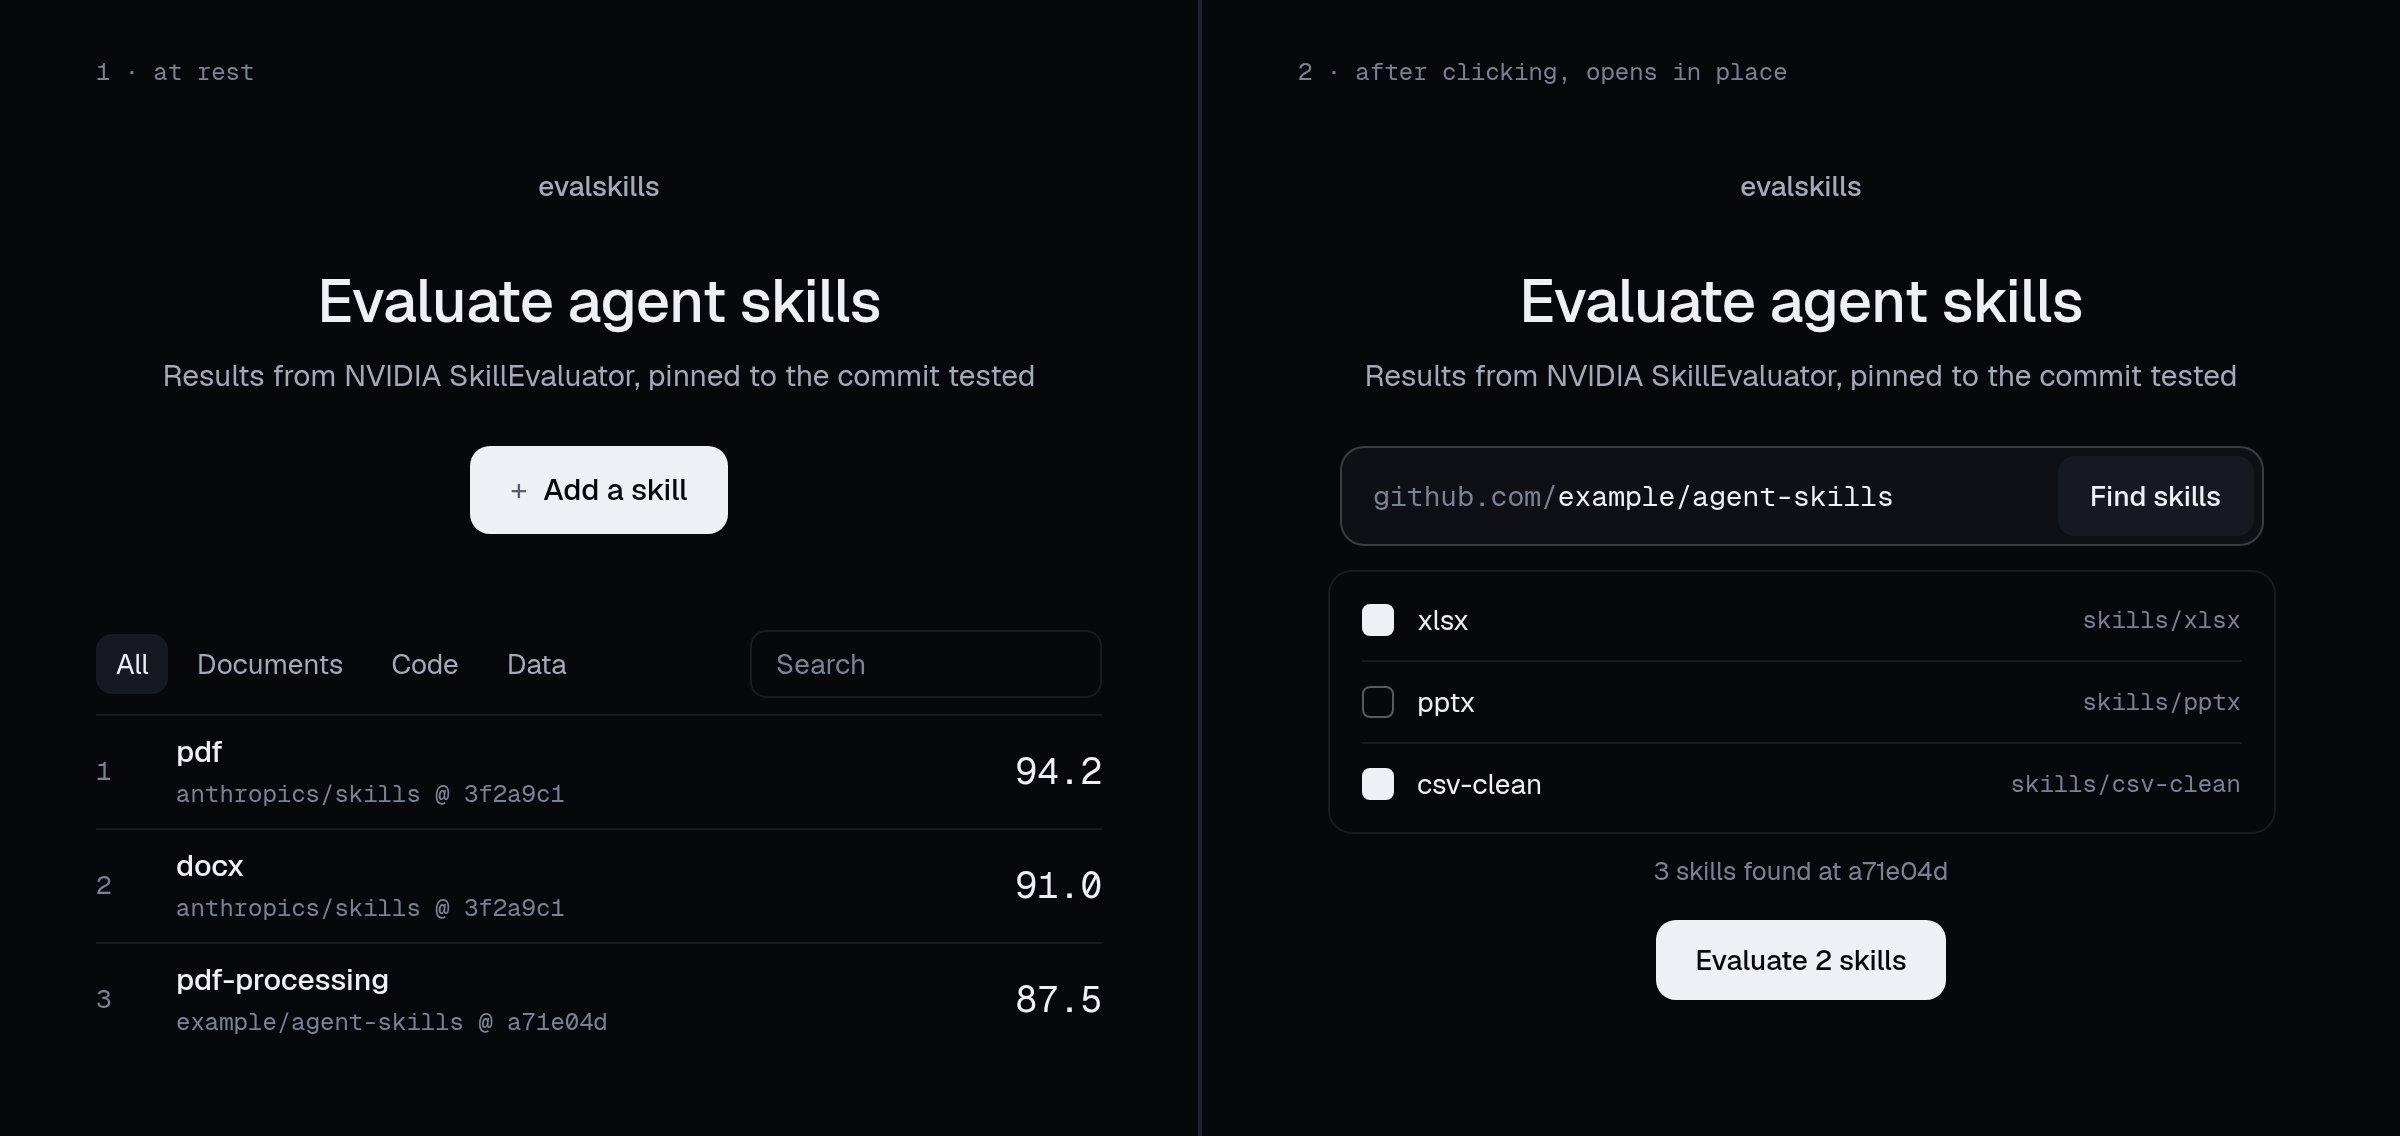 1 · at rest
evalskills
Evaluate agent skills
Results from NVIDIA SkillEvaluator, pinned to the commit tested
+ Add a skill
All Documents Code Data Search
1 pdf 94.2
anthropics/skills @ 3f2a9c1
2 docx 91.0
anthropics/skills @ 3f2a9c1
3 pdf-processing 87.5
example/agent-skills @ a71e04d
2 · after clicking, opens in place
evalskills
Evaluate agent skills
Results from NVIDIA SkillEvaluator, pinned to the commit tested
github.com/example/agent-skills Find skills
xlsx skills/xlsx
pptx skills/pptx
csv-clean skills/csv-clean
3 skills found at a71e04d
Evaluate 2 skills